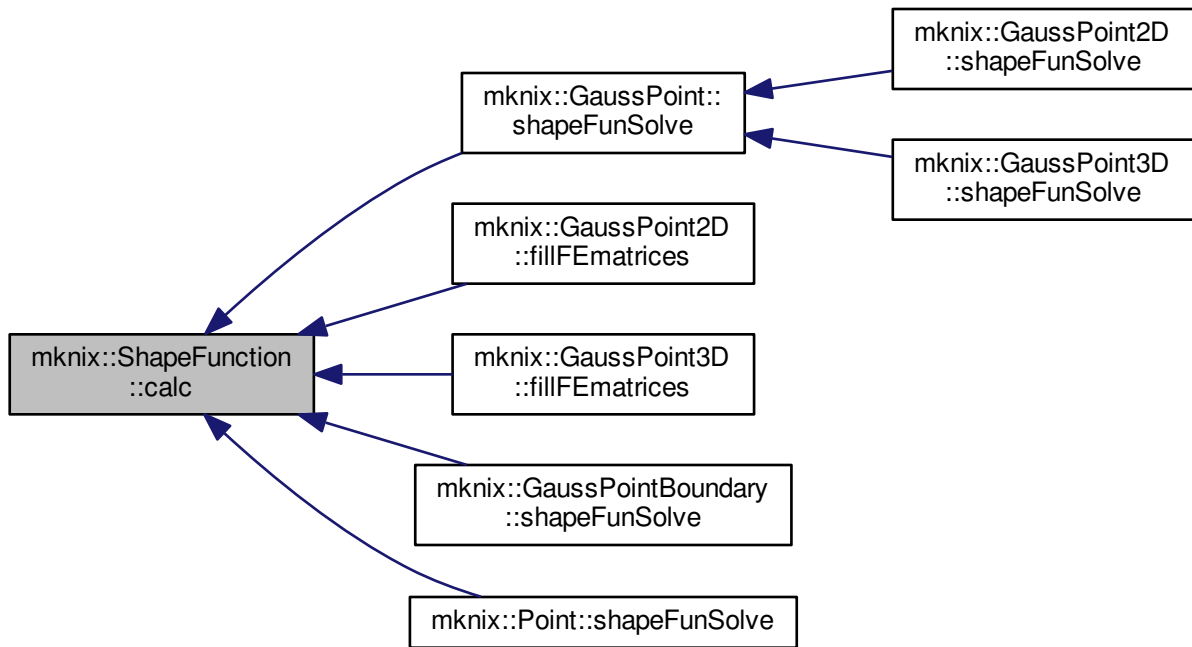 mknix::GaussPoint2D
::shapeFunSolve
mknix::GaussPoint::
shapeFunSolve
mknix::GaussPoint3D
::shapeFunSolve
mknix::GaussPoint2D
::fillFEmatrices
mknix::ShapeFunction
::calc
mknix::GaussPoint3D
::fillFEmatrices
mknix::GaussPointBoundary
::shapeFunSolve
mknix::Point::shapeFunSolve